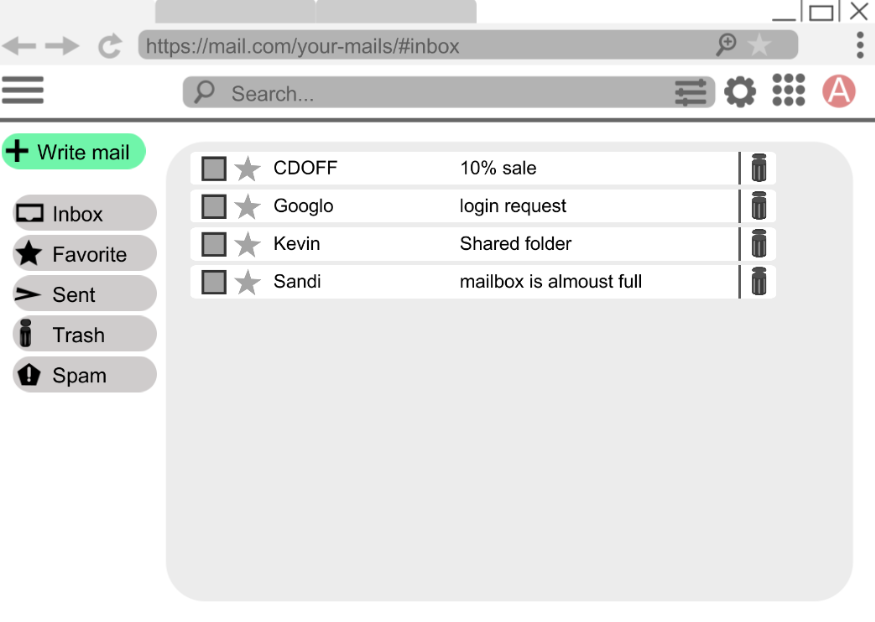 https://mail.com/your-mails/#inbox
Search...
A
Write mail
Inbox
Favorite
Sent
Trash
Spam
CDOFF 10% sale
Googlo login request
Kevin Shared folder
Sandi mailbox is almoust full